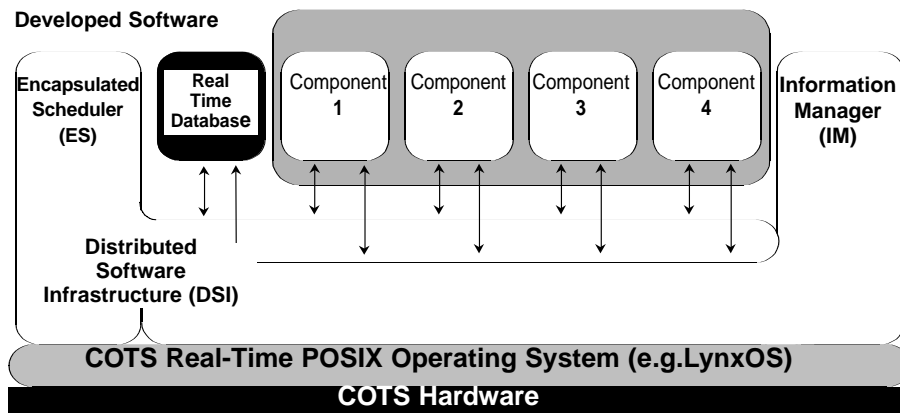 Developed Software
Encapsulated
Scheduler
(ES)
Real
Time
Database
Component
1
Component
2
Component
3
Component
4
Information
Manager
(IM)
Distributed
Software
Infrastructure (DSI)
COTS Real-Time POSIX Operating System (e.g.LynxOS)
COTS Hardware